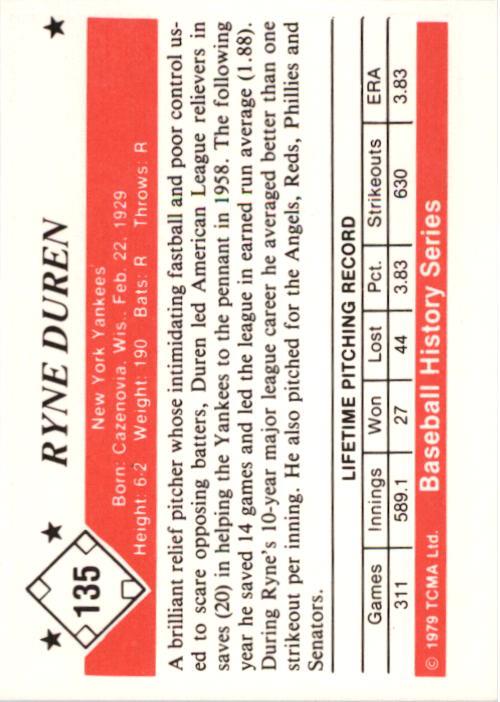 135
RYNE DUREN
New York Yankees
Born: Cazenovia, Wis., Feb. 22, 1929
Height: 6-2 Weight: 190 Bats: R Throws: R
A brilliant relief pitcher whose intimidating fastball and poor control us-
ed to scare opposing batters, Duren led American League relievers in
saves (20) in helping the Yankees to the pennant in 1958. The following
year he saved 14 games and led the league in earned run average (1.88).
During Ryne's 10-year major league career he averaged better than one
strikeout per inning. He also pitched for the Angels, Reds, Phillies and
Senators.
LIFETIME PITCHING RECORD
Games Innings Won Lost Pct. Strikeouts ERA
311 589.1 27 44 3.83 630 3.83
© 1979 TCMA Ltd. Baseball History Series